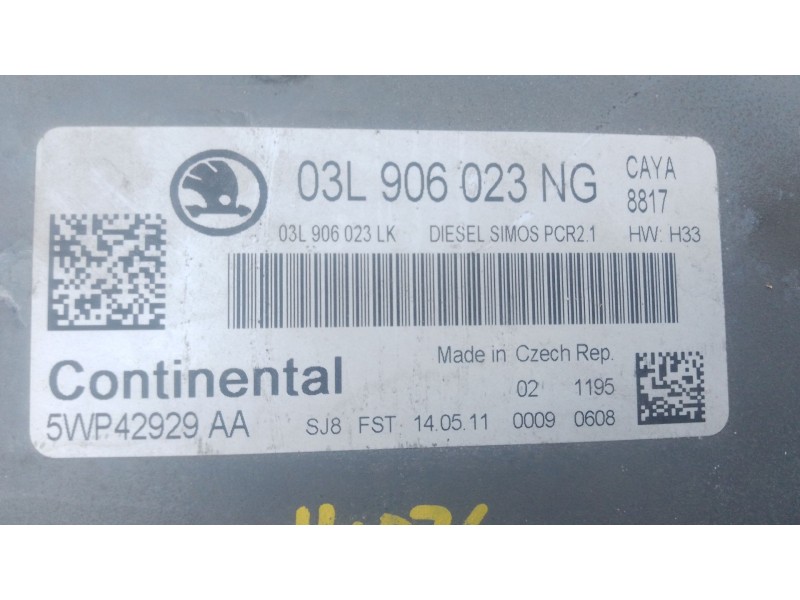 03L 906 023 NG CAYA
8817
03L 906 023 LK DIESEL SIMOS PCR2.1 HW: H33
Made in Czech Rep.
Continental
02 1195
5WP42929 AA SJ8 FST 14.05.11 0009 0608